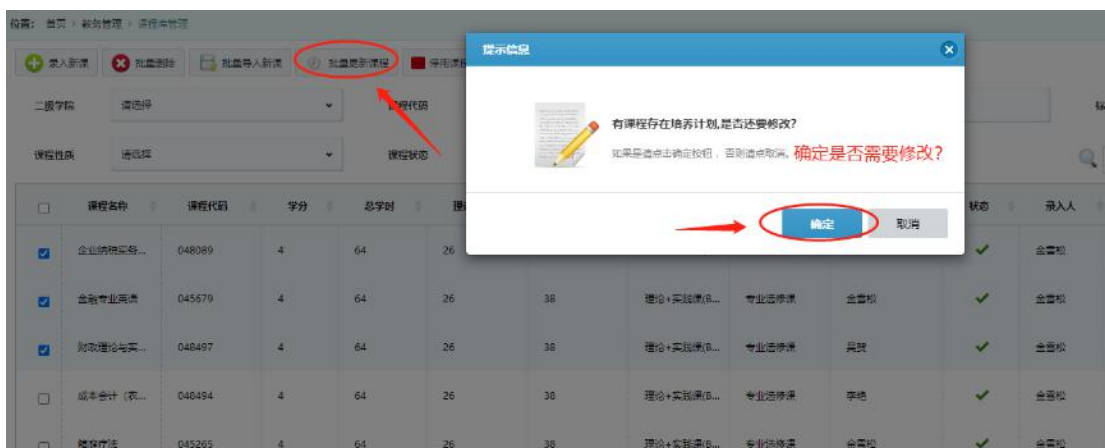 位置： 首页 > 教务管理 > 课程库管理
提示信息
录入新课 批量删除 批量导入新课 批量更新课程 停用课程
二级学院 请选择 课程代码
有课程存在培养计划,是否还要修改?
课程性质 请选择 课程状态
如果是请点击确定按钮，否则请点取消。 确定是否需要修改?
确定 取消
课程名称 课程代码 学分 总学时 状态 录入人
企业纳税实务... 048089 4 64 26
金融专业英语 045679 4 64 26 38 理论+实践课(B... 专业选修课 金雪松 金雪松
财政理论与实... 048497 4 64 26 38 理论+实践课(B... 专业选修课 吴贺 金雪松
成本会计（农... 048494 4 64 26 38 理论+实践课(B... 专业选修课 李艳 金雪松
045265 4 64 26 38 理论+实践课(B... 专业选修课 金雪松 金雪松